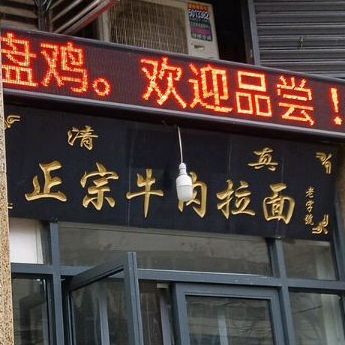 盘鸡。欢迎品尝！
清真
正宗牛肉拉面
老字號